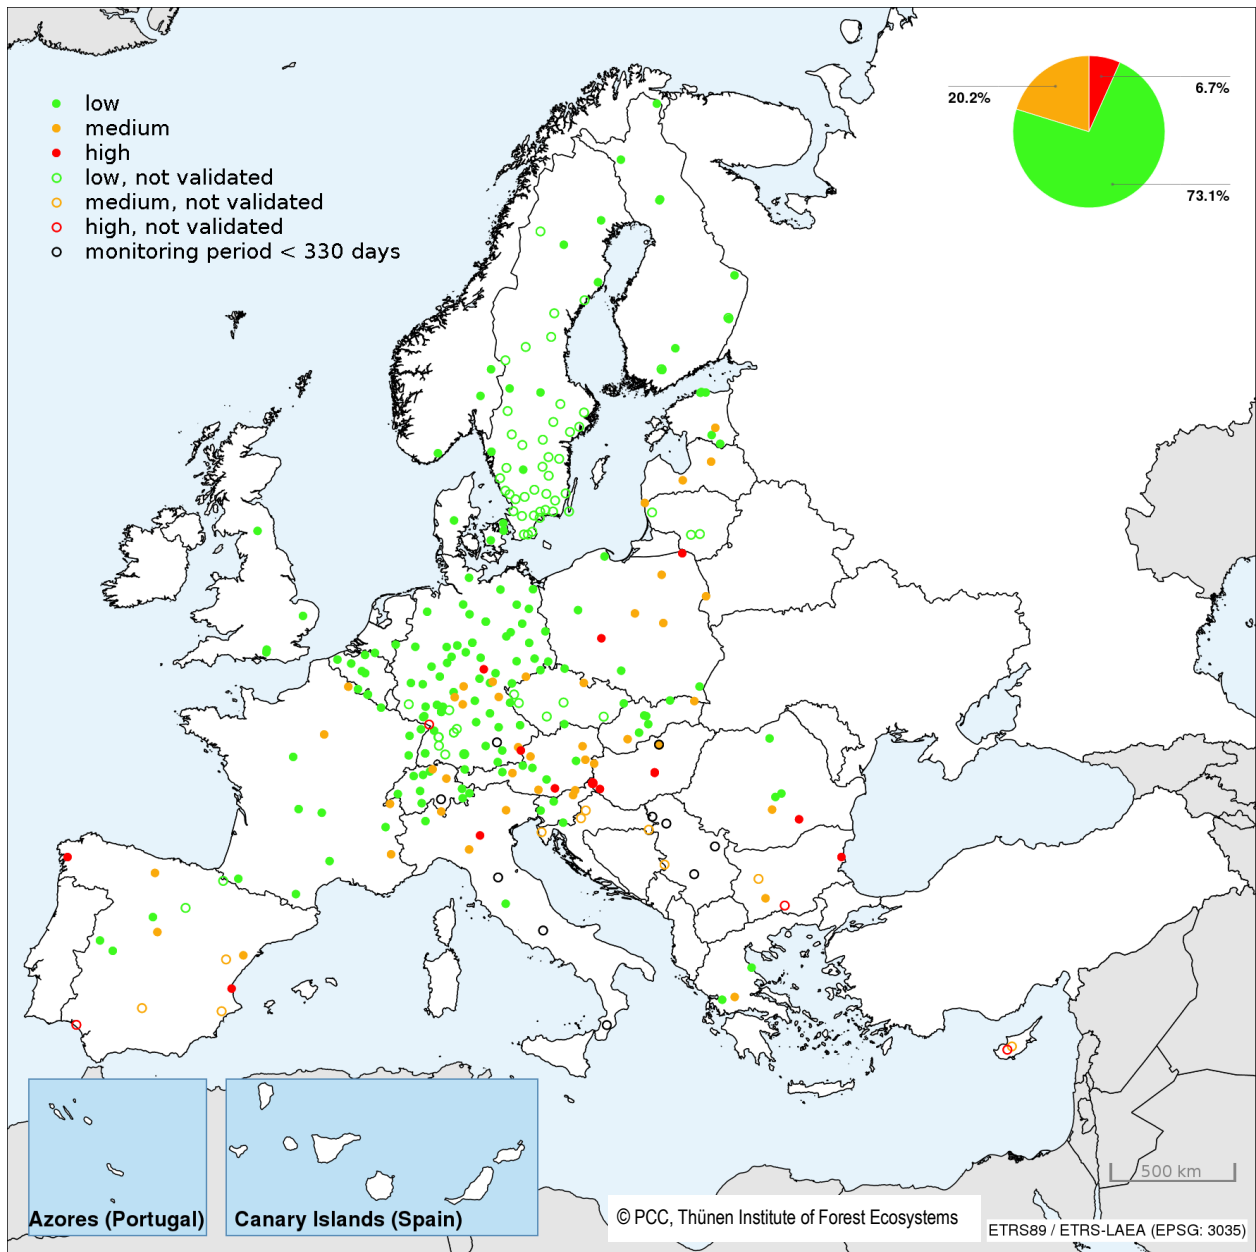 low
medium
high
low, not validated
medium, not validated
high, not validated
monitoring period < 330 days
20.2%
6.7%
73.1%
500 km
Azores (Portugal)
Canary Islands (Spain)
© PCC, Thünen Institute of Forest Ecosystems
ETRS89 / ETRS-LAEA (EPSG: 3035)